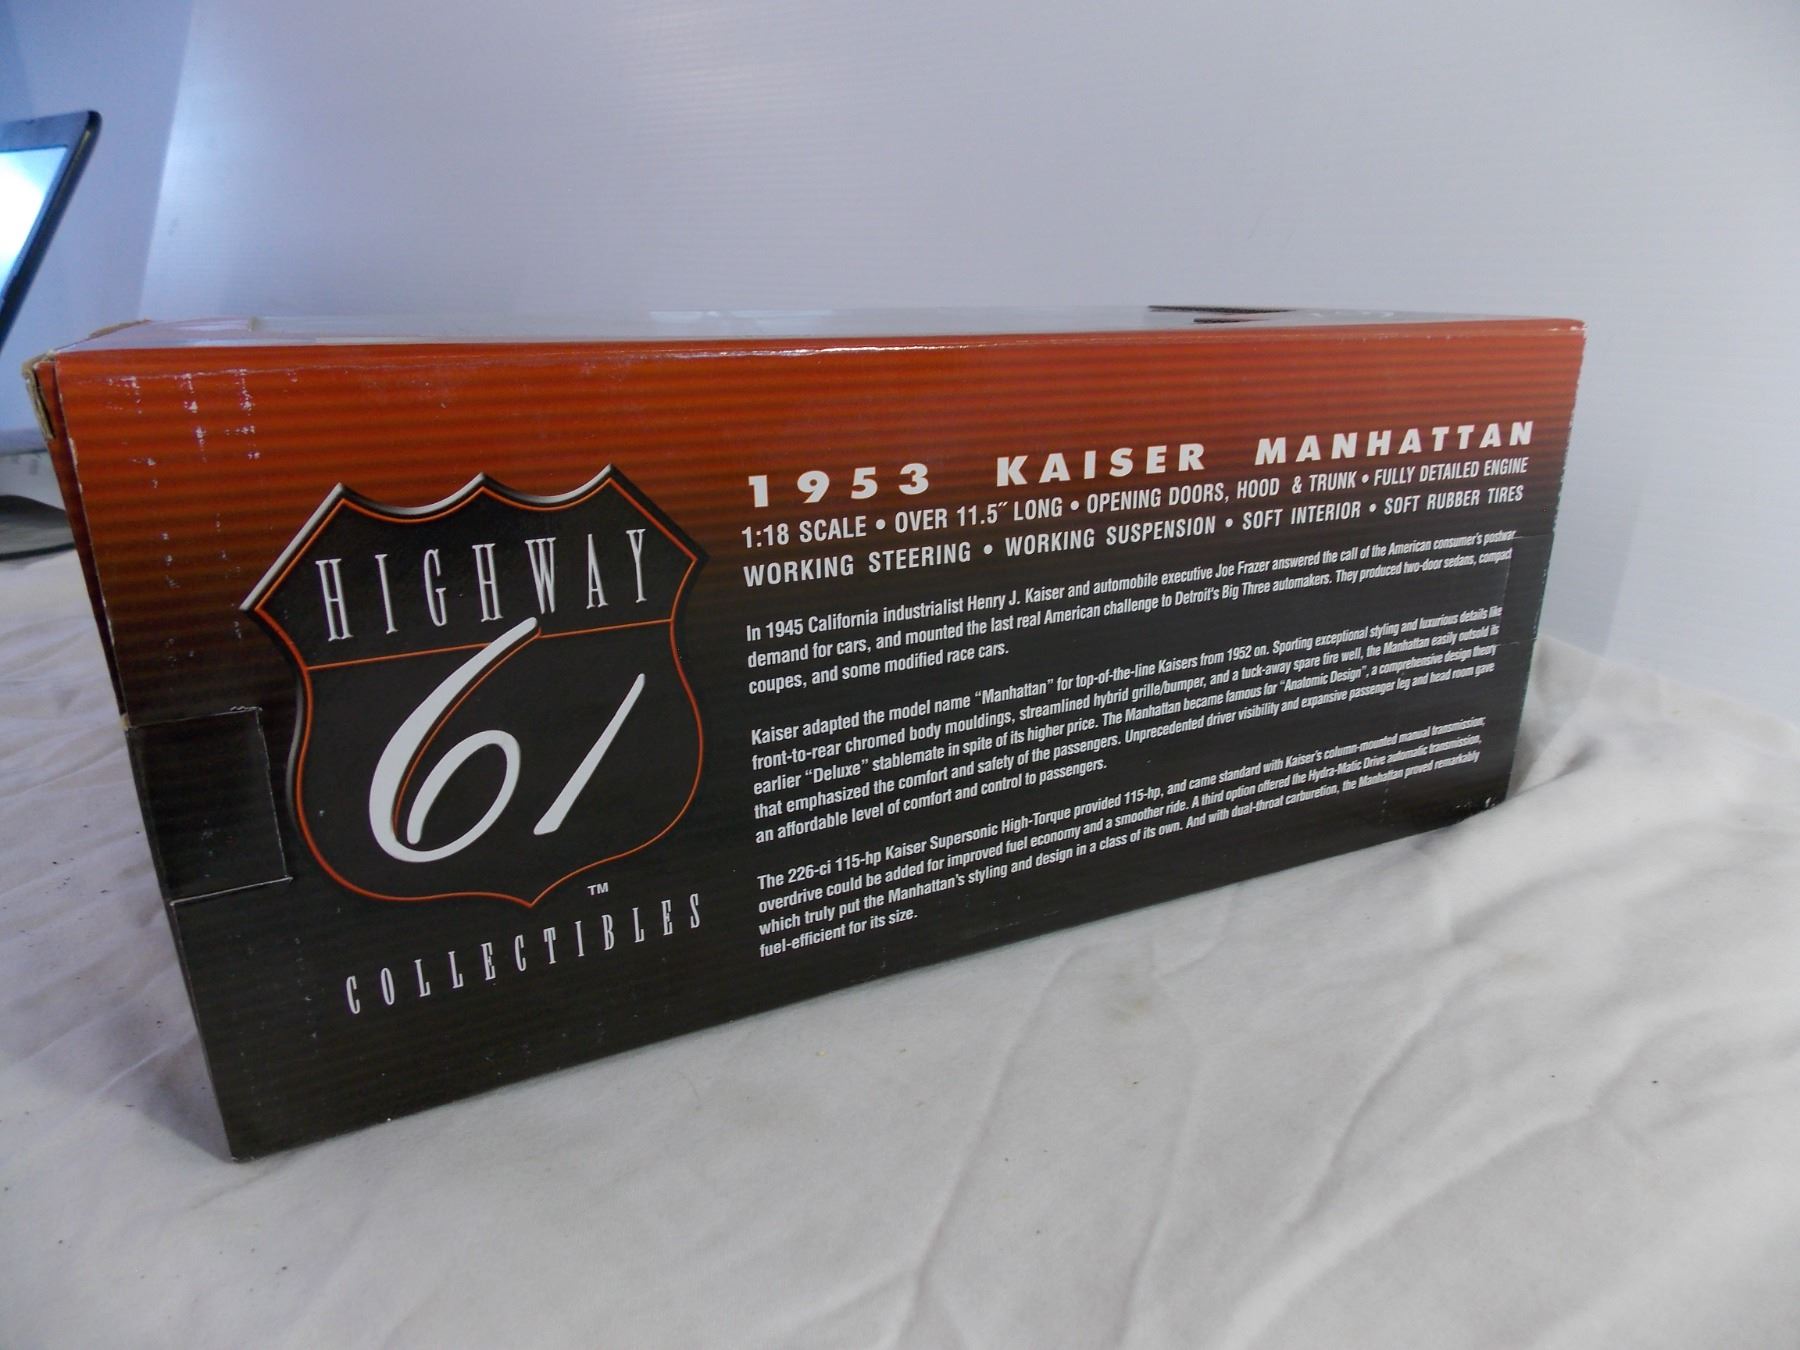 HIGHWAY
61
TM
COLLECTIBLES
1953 KAISER MANHATTAN
1:18 SCALE • OVER 11.5˝ LONG • OPENING DOORS, HOOD & TRUNK • FULLY DETAILED ENGINE
WORKING STEERING • WORKING SUSPENSION • SOFT INTERIOR • SOFT RUBBER TIRES
In 1945 California industrialist Henry J. Kaiser and automobile executive Joe Frazer answered the call of the American consumer's postwar
demand for cars, and mounted the last real American challenge to Detroit's Big Three automakers. They produced two-door sedans, compact
coupes, and some modified race cars.
Kaiser adapted the model name “Manhattan” for top-of-the-line Kaisers from 1952 on. Sporting exceptional styling and luxurious details like
front-to-rear chromed body mouldings, streamlined hybrid grille/bumper, and a tuck-away spare tire well, the Manhattan easily outsold its
earlier “Deluxe” stablemate in spite of its higher price. The Manhattan became famous for “Anatomic Design”, a comprehensive design theory
that emphasized the comfort and safety of the passengers. Unprecedented driver visibility and expansive passenger leg and head room gave
an affordable level of comfort and control to passengers.
The 226-ci 115-hp Kaiser Supersonic High-Torque provided 115-hp, and came standard with Kaiser's column-mounted manual transmission;
overdrive could be added for improved fuel economy and a smoother ride. A third option offered the Hydra-Matic Drive automatic transmission,
which truly put the Manhattan's styling and design in a class of its own. And with dual-throat carburetion, the Manhattan proved remarkably
fuel-efficient for its size.